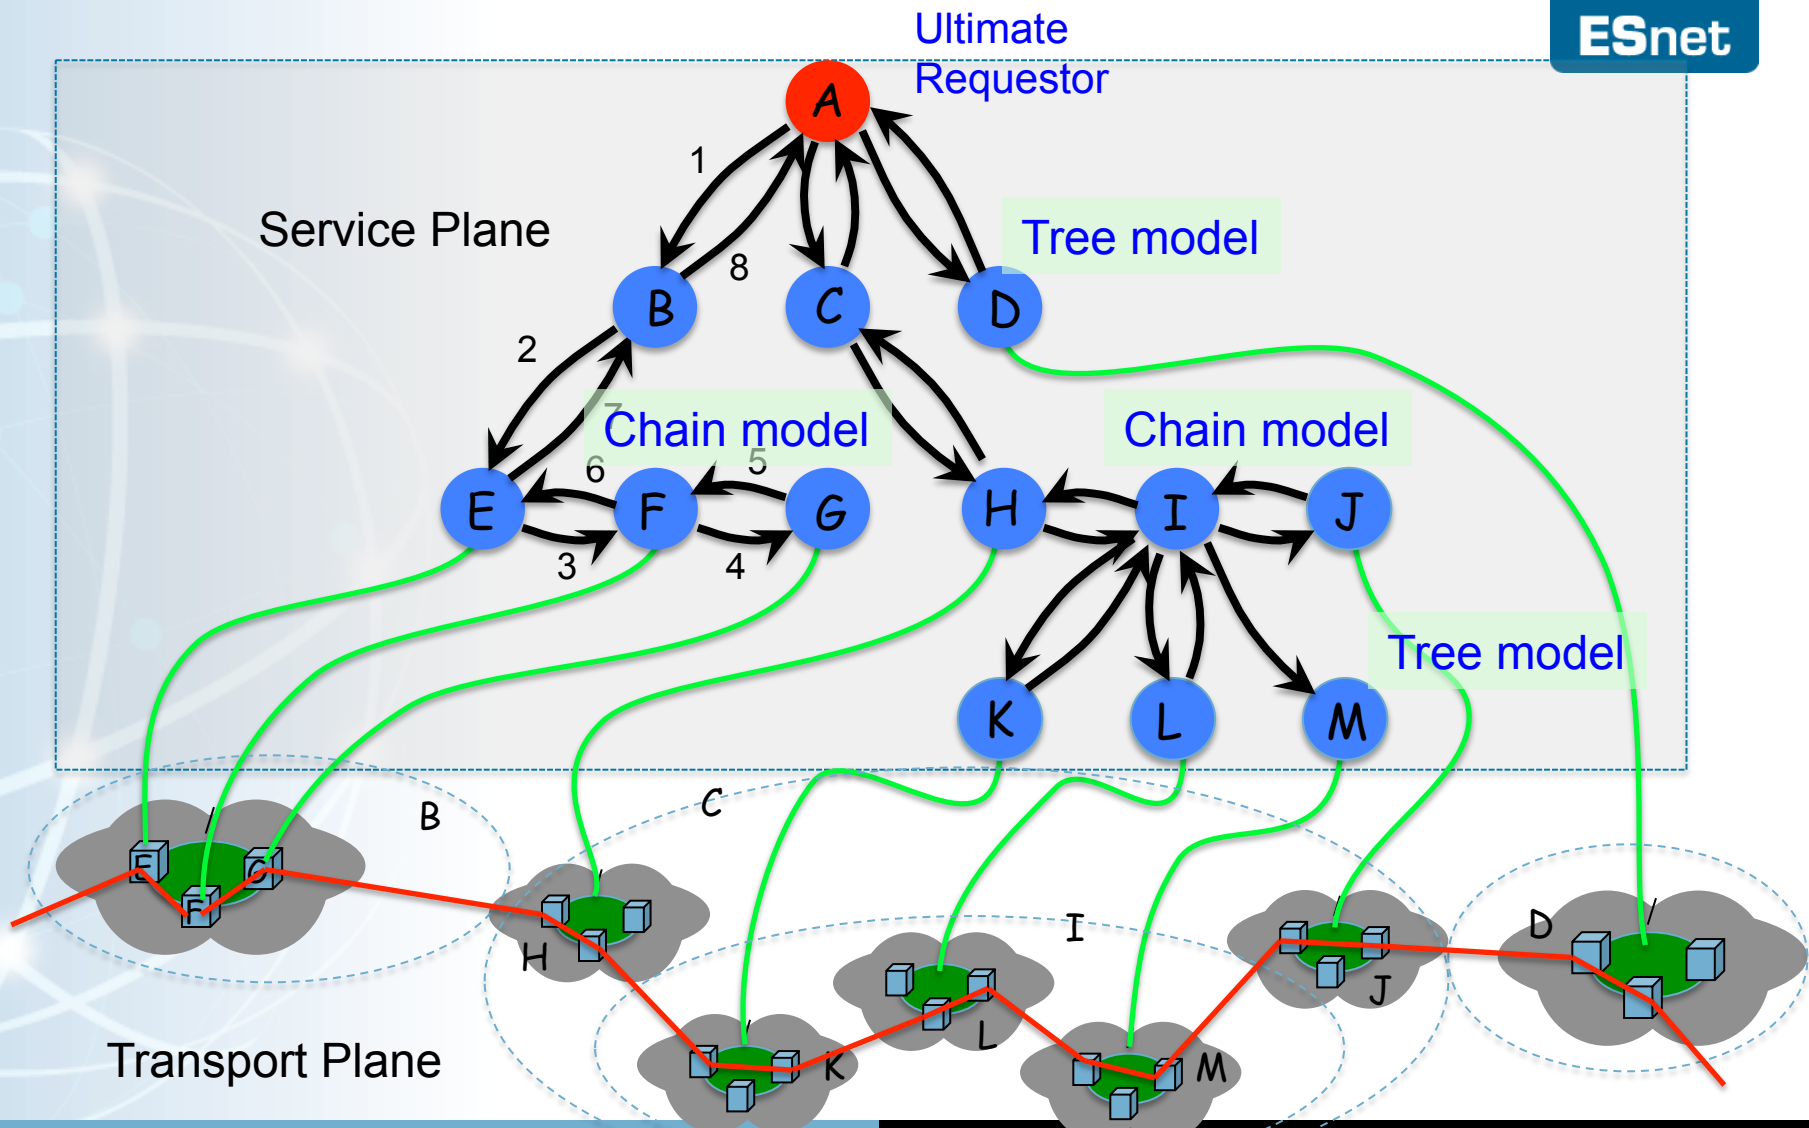 Ultimate
Requestor
ESnet
A
1
8
Service Plane
Tree model
B
C
D
2
7
Chain model
Chain model
6
5
E
F
G
H
I
J
3
4
Tree model
K
L
M
B
C
E
F
G
H
I
D
J
K
L
M
Transport Plane